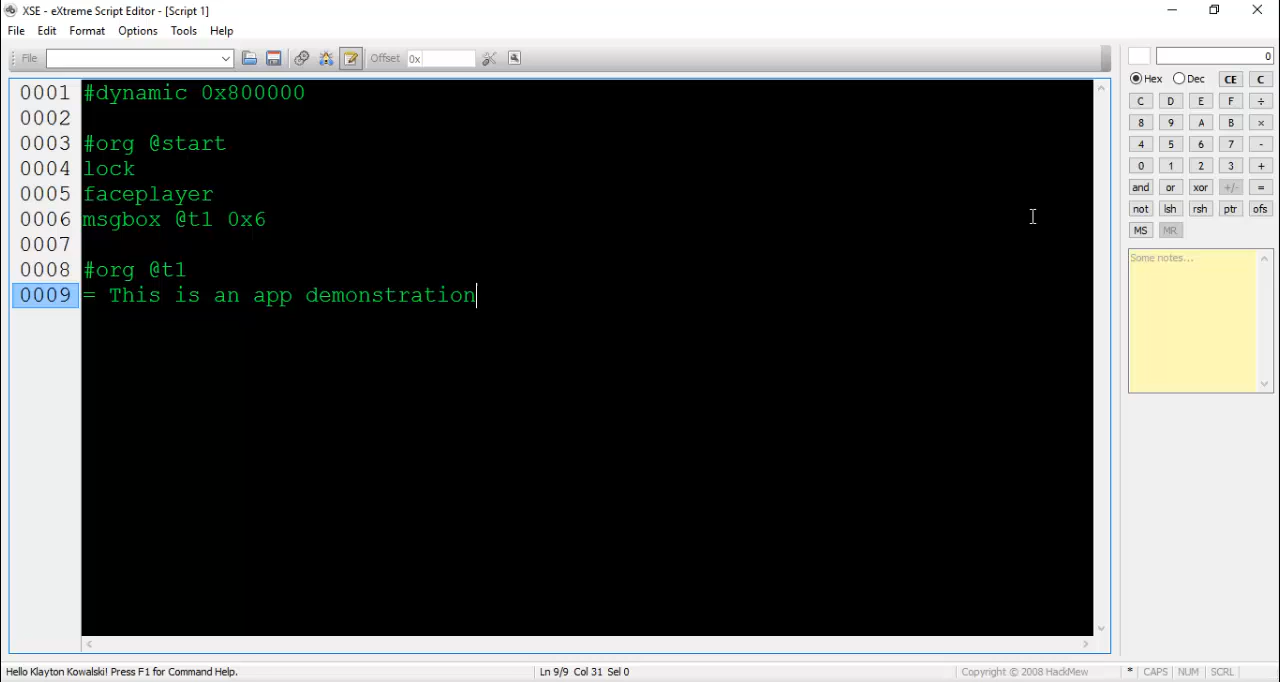 XSE - eXtreme Script Editor - [Script 1]
File Edit Format Options Tools Help
File Offset 0x
0
Hex Dec CE C
C D E F ÷
8 9 A B ×
4 5 6 7 -
0 1 2 3 +
and or xor +/- =
not lsh rsh ptr ofs
MS MR
Some notes...
0001 #dynamic 0x800000
0002
0003 #org @start
0004 lock
0005 faceplayer
0006 msgbox @t1 0x6
0007
0008 #org @t1
0009 = This is an app demonstration
Hello Klayton Kowalski! Press F1 for Command Help. Ln 9/9 Col 31 Sel 0 Copyright © 2008 HackMew * CAPS NUM SCRL